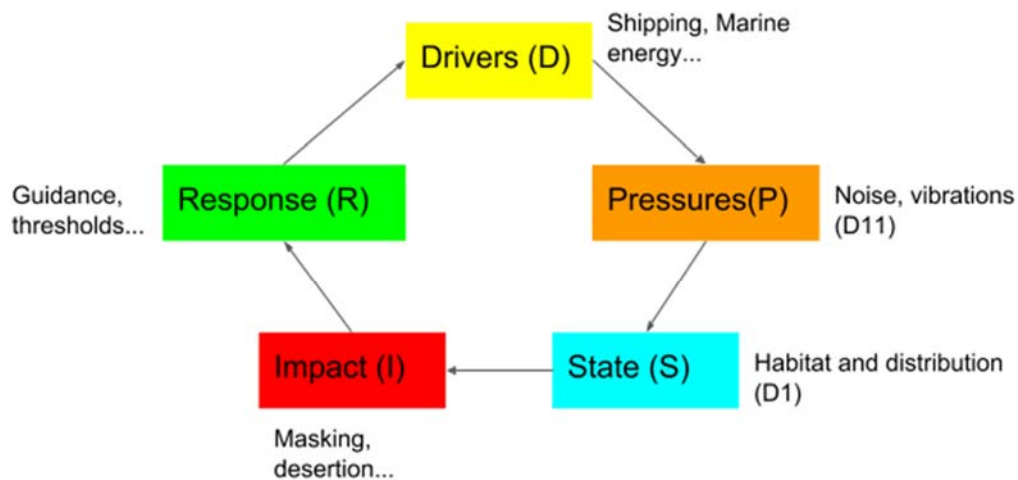 Drivers (D)
Shipping, Marine
energy...
Pressures(P)
Noise, vibrations
(D11)
State (S)
Habitat and distribution
(D1)
Impact (I)
Masking,
desertion...
Response (R)
Guidance,
thresholds...